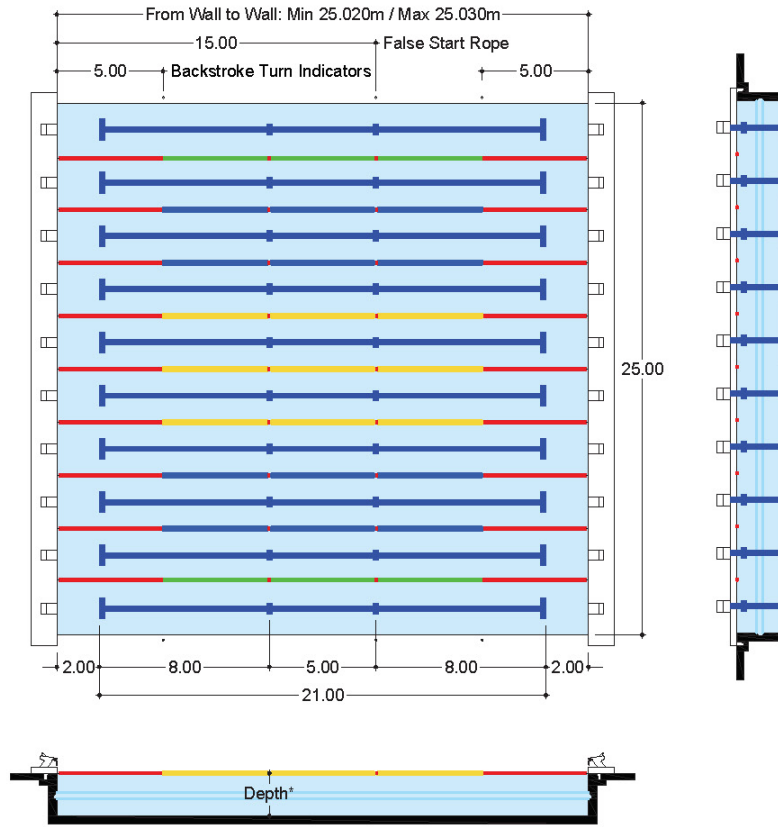 From Wall to Wall: Min 25.020m / Max 25.030m
15.00 False Start Rope
5.00 Backstroke Turn Indicators 5.00
25.00
2.00 8.00 5.00 8.00 2.00
21.00
Depth*